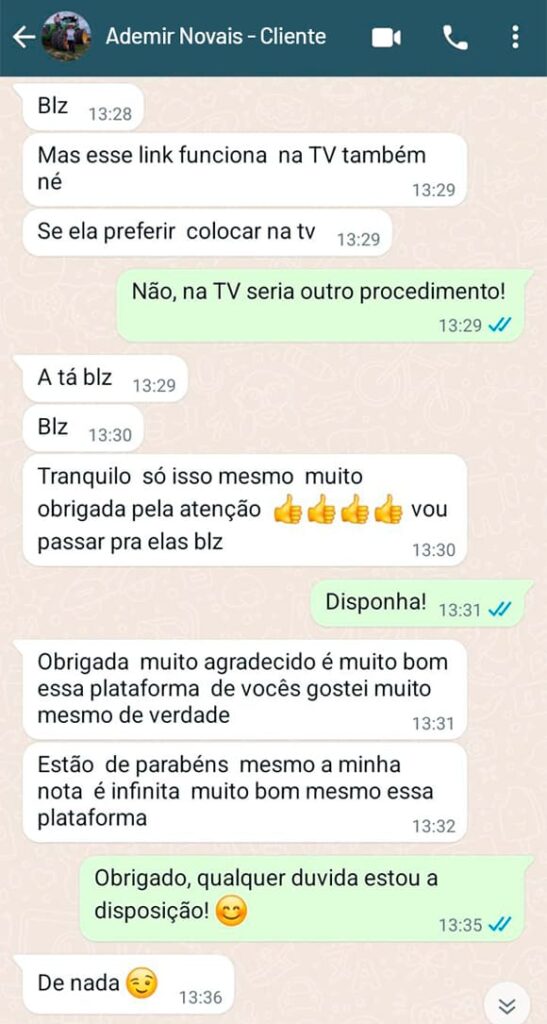 Ademir Novais - Cliente
Blz 13:28
Mas esse link funciona na TV também
né 13:29
Se ela preferir colocar na tv 13:29
Não, na TV seria outro procedimento!
13:29
A tá blz 13:29
Blz 13:30
Tranquilo só isso mesmo muito
obrigada pela atenção 👍👍👍👍 vou
passar pra elas blz 13:30
Disponha! 13:31
Obrigada muito agradecido é muito bom
essa plataforma de vocês gostei muito
mesmo de verdade 13:31
Estão de parabéns mesmo a minha
nota é infinita muito bom mesmo essa
plataforma 13:32
Obrigado, qualquer duvida estou a
disposição! 😊 13:35
De nada 😉 13:36